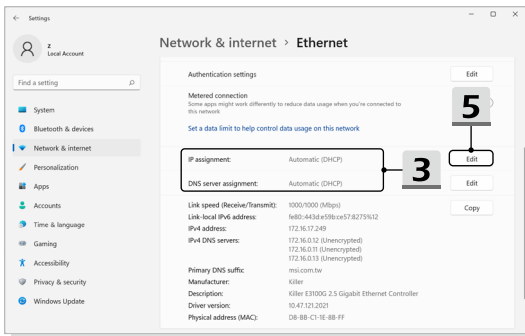 Settings
z
Local Account
Find a setting
System
Bluetooth & devices
Network & internet
Personalization
Apps
Accounts
Time & language
Gaming
Accessibility
Privacy & security
Windows Update
Network & internet > Ethernet
Authentication settings Edit
Metered connection
Some apps might work differently to reduce data usage when you're connected to
this network
Set a data limit to help control data usage on this network
5
IP assignment: Automatic (DHCP) Edit
3
DNS server assignment: Automatic (DHCP) Edit
Link speed (Receive/Transmit): 1000/1000 (Mbps) Copy
Link-local IPv6 address: fe80::443d:e59b:ce57:8275%12
IPv4 address: 172.16.17.249
IPv4 DNS servers: 172.16.0.12 (Unencrypted)
172.16.0.11 (Unencrypted)
172.16.0.13 (Unencrypted)
Primary DNS suffix: msi.com.tw
Manufacturer: Killer
Description: Killer E3100G 2.5 Gigabit Ethernet Controller
Driver version: 10.47.121.2021
Physical address (MAC): D8-BB-C1-1E-8B-FF